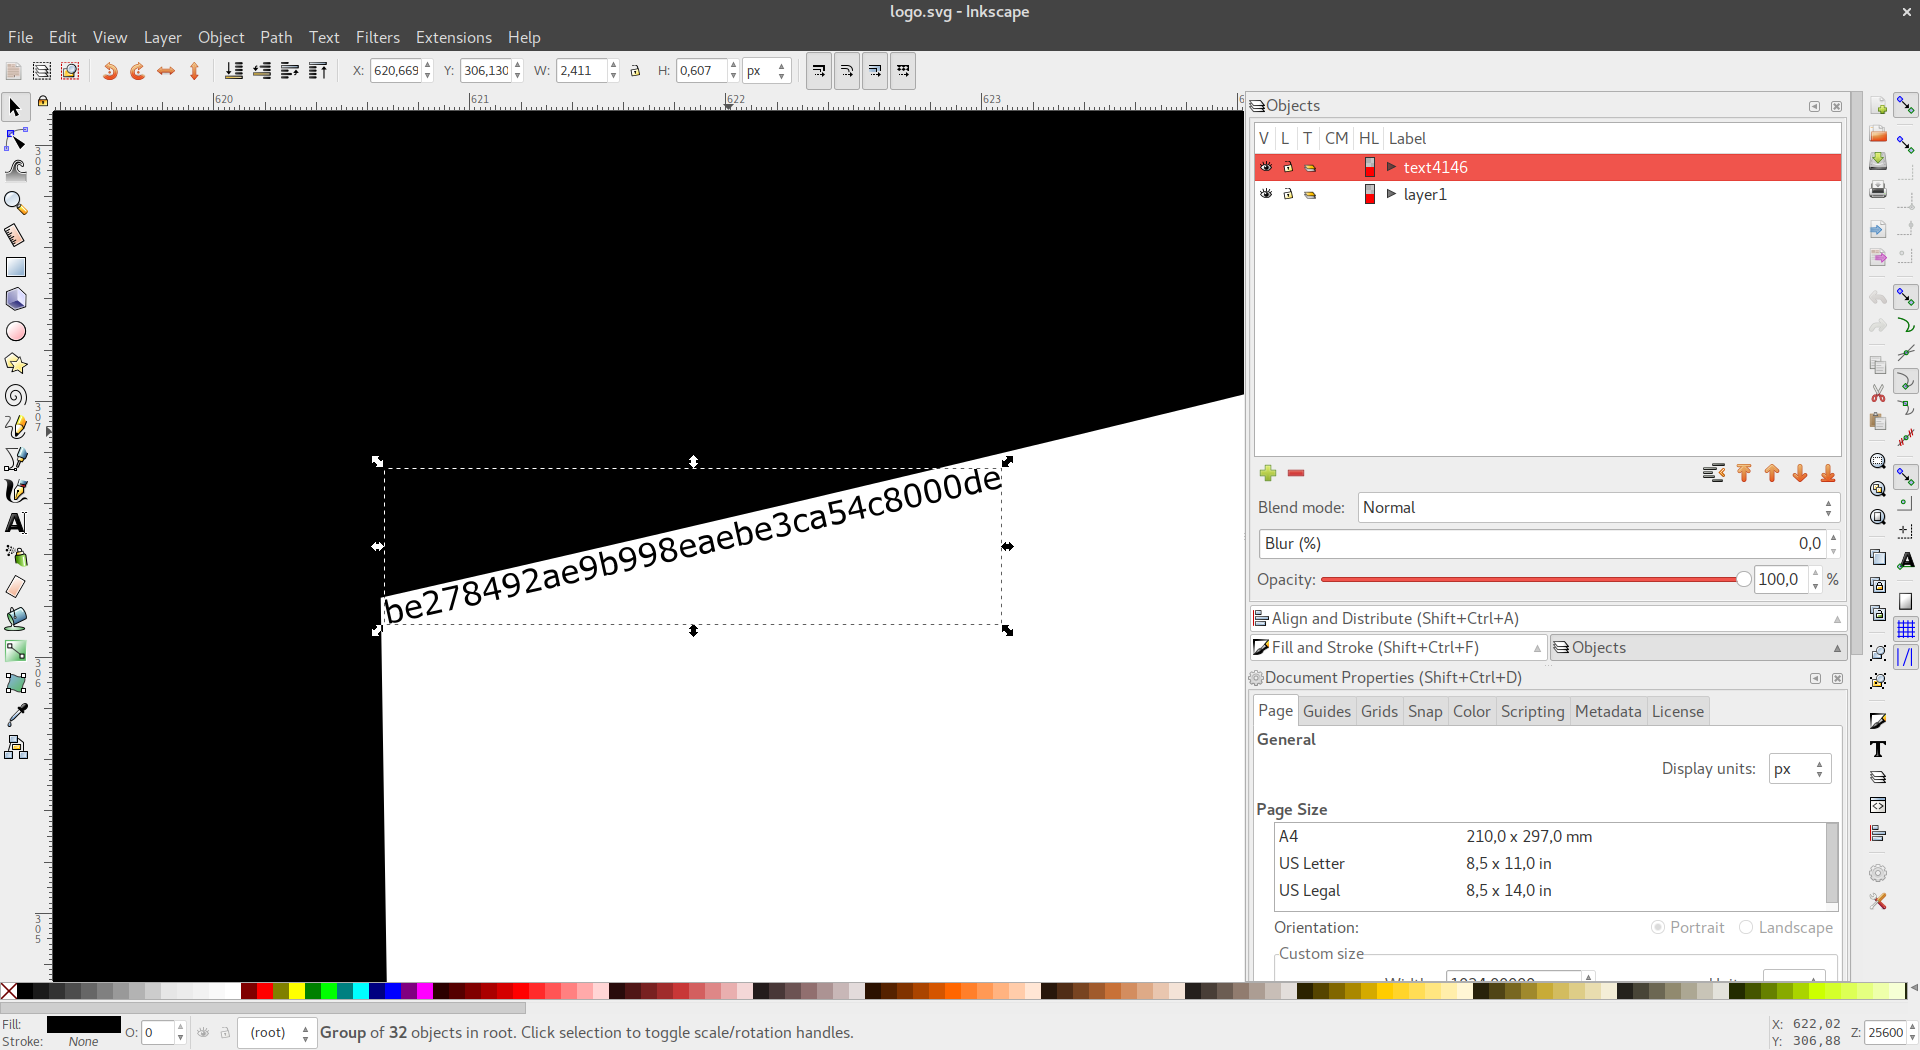 logo.svg - Inkscape
File Edit View Layer Object Path Text Filters Extensions Help
X: 620,669 Y: 306,130 W: 2,411 H: 0,607 px
620 621 622 623
308
307
306
305
be278492ae9b998eaebe3ca54c8000de
Objects
V L T CM HL Label
text4146
layer1
Blend mode: Normal
Blur (%) 0,0
Opacity: 100,0 %
Align and Distribute (Shift+Ctrl+A)
Fill and Stroke (Shift+Ctrl+F) Objects
Document Properties (Shift+Ctrl+D)
Page Guides Grids Snap Color Scripting Metadata License
General
Display units: px
Page Size
A4 210,0 x 297,0 mm
US Letter 8,5 x 11,0 in
US Legal 8,5 x 14,0 in
Orientation: Portrait Landscape
Custom size
Fill: O: 0 (root) Group of 32 objects in root. Click selection to toggle scale/rotation handles.
Stroke: None
X: 622,02
Y: 306,88
Z: 25600